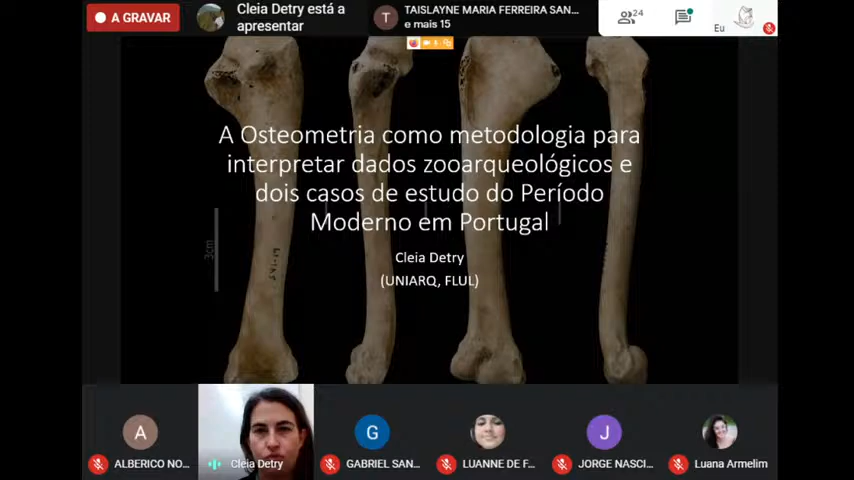 A GRAVAR
Cleia Detry está a
apresentar
T
TAISLAYNE MARIA FERREIRA SAN...
e mais 15
24
Eu
A Osteometria como metodologia para
interpretar dados zooarqueológicos e
dois casos de estudo do Período
Moderno em Portugal
Cleia Detry
(UNIARQ, FLUL)
3cm
A
G
J
ALBERICO NO...
Cleia Detry
GABRIEL SAN...
LUANNE DE F...
JORGE NASCI...
Luana Armelim